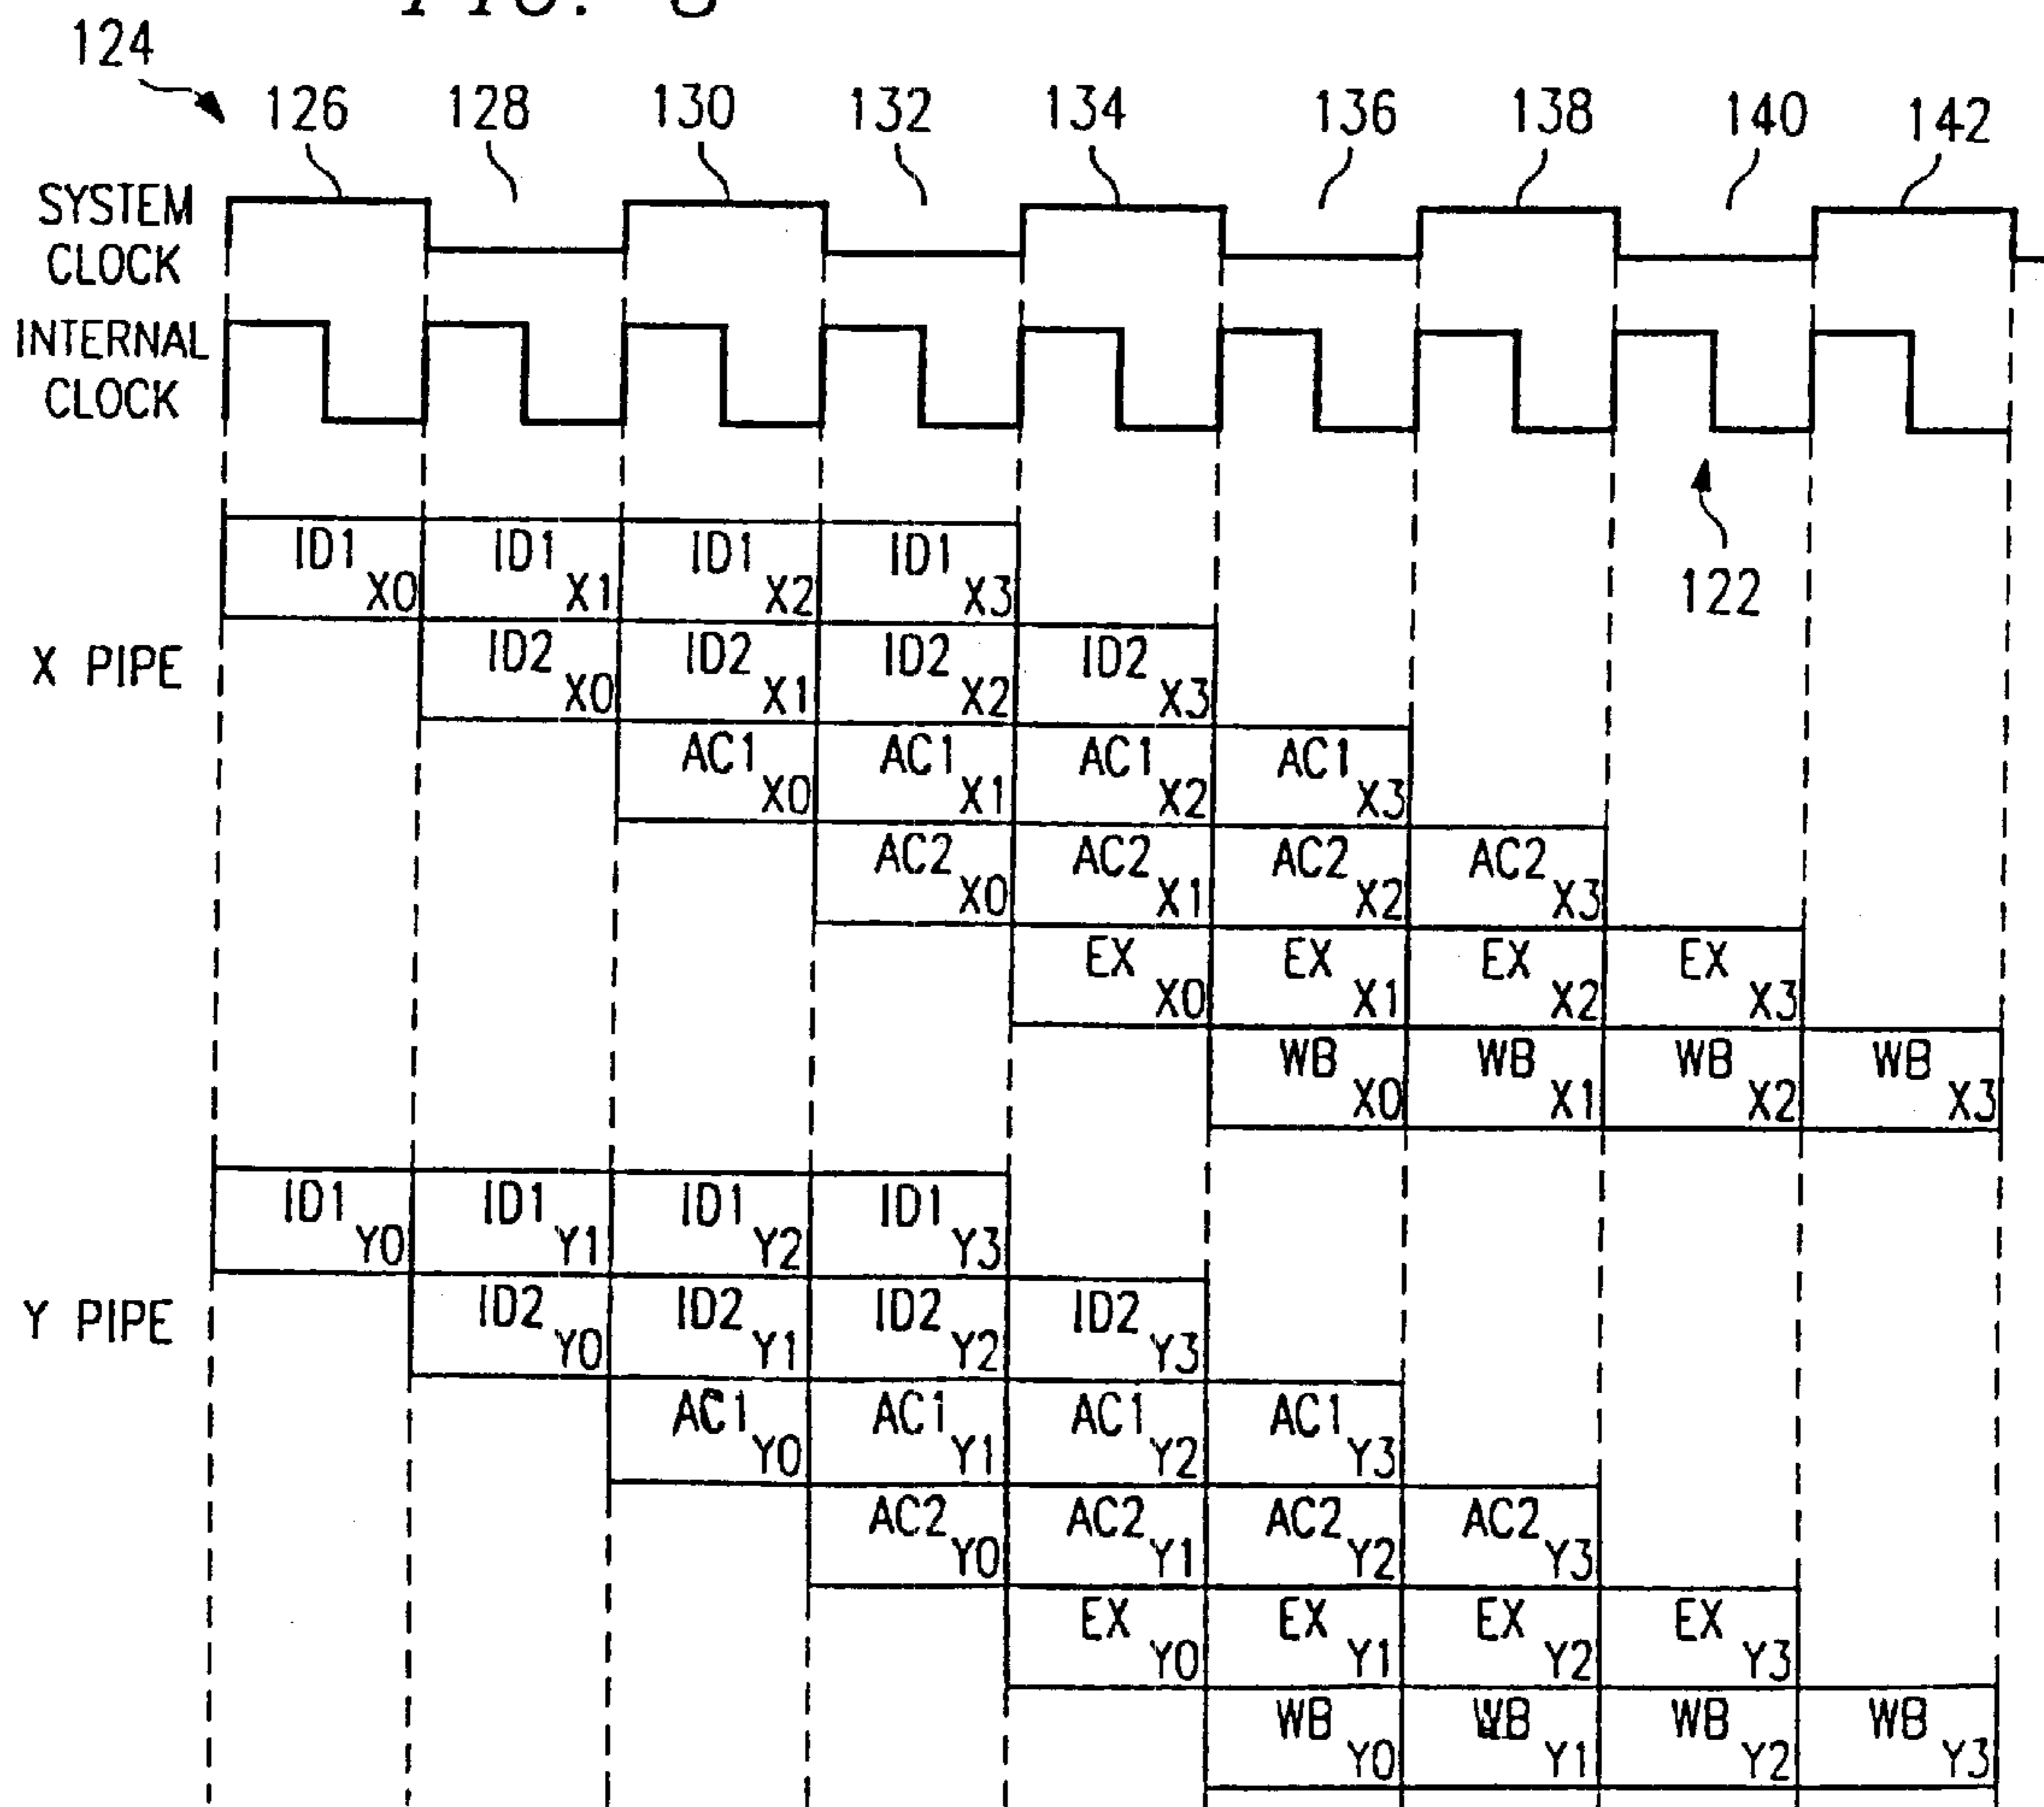 FIG. 3
124
126 128 130 132 134 136 138 140 142
SYSTEM
CLOCK
INTERNAL
CLOCK
122
X PIPE
ID1 X0 ID1 X1 ID1 X2 ID1 X3
ID2 X0 ID2 X1 ID2 X2 ID2 X3
AC1 X0 AC1 X1 AC1 X2 AC1 X3
AC2 X0 AC2 X1 AC2 X2 AC2 X3
EX X0 EX X1 EX X2 EX X3
WB X0 WB X1 WB X2 WB X3
Y PIPE
ID1 Y0 ID1 Y1 ID1 Y2 ID1 Y3
ID2 Y0 ID2 Y1 ID2 Y2 ID2 Y3
AC1 Y0 AC1 Y1 AC1 Y2 AC1 Y3
AC2 Y0 AC2 Y1 AC2 Y2 AC2 Y3
EX Y0 EX Y1 EX Y2 EX Y3
WB Y0 WB Y1 WB Y2 WB Y3